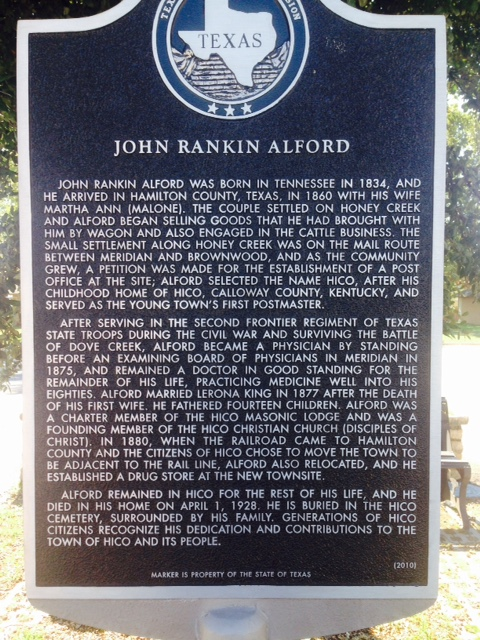 TEXAS
JOHN RANKIN ALFORD
JOHN RANKIN ALFORD WAS BORN IN TENNESSEE IN 1834, AND
HE ARRIVED IN HAMILTON COUNTY, TEXAS, IN 1860 WITH HIS WIFE
MARTHA ANN (MALONE). THE COUPLE SETTLED ON HONEY CREEK
AND ALFORD BEGAN SELLING GOODS THAT HE HAD BROUGHT WITH
HIM BY WAGON AND ALSO ENGAGED IN THE CATTLE BUSINESS. THE
SMALL SETTLEMENT ALONG HONEY CREEK WAS ON THE MAIL ROUTE
BETWEEN MERIDIAN AND BROWNWOOD, AND AS THE COMMUNITY
GREW, A PETITION WAS MADE FOR THE ESTABLISHMENT OF A POST
OFFICE AT THE SITE; ALFORD SELECTED THE NAME HICO, AFTER HIS
CHILDHOOD HOME OF HICO, CALLOWAY COUNTY, KENTUCKY, AND
SERVED AS THE YOUNG TOWN'S FIRST POSTMASTER.
AFTER SERVING IN THE SECOND FRONTIER REGIMENT OF TEXAS
STATE TROOPS DURING THE CIVIL WAR AND SURVIVING THE BATTLE
OF DOVE CREEK, ALFORD BECAME A PHYSICIAN BY STANDING
BEFORE AN EXAMINING BOARD OF PHYSICIANS IN MERIDIAN IN
1875, AND REMAINED A DOCTOR IN GOOD STANDING FOR THE
REMAINDER OF HIS LIFE, PRACTICING MEDICINE WELL INTO HIS
EIGHTIES. ALFORD MARRIED LERONA KING IN 1877 AFTER THE DEATH
OF HIS FIRST WIFE. HE FATHERED FOURTEEN CHILDREN. ALFORD WAS
A CHARTER MEMBER OF THE HICO MASONIC LODGE AND WAS A
FOUNDING MEMBER OF THE HICO CHRISTIAN CHURCH (DISCIPLES OF
CHRIST). IN 1880, WHEN THE RAILROAD CAME TO HAMILTON
COUNTY AND THE CITIZENS OF HICO CHOSE TO MOVE THE TOWN TO
BE ADJACENT TO THE RAIL LINE, ALFORD ALSO RELOCATED, AND HE
ESTABLISHED A DRUG STORE AT THE NEW TOWNSITE.
ALFORD REMAINED IN HICO FOR THE REST OF HIS LIFE, AND HE
DIED IN HIS HOME ON APRIL 1, 1928. HE IS BURIED IN THE HICO
CEMETERY, SURROUNDED BY HIS FAMILY. GENERATIONS OF HICO
CITIZENS RECOGNIZE HIS DEDICATION AND CONTRIBUTIONS TO THE
TOWN OF HICO AND ITS PEOPLE.
(2010)
MARKER IS PROPERTY OF THE STATE OF TEXAS